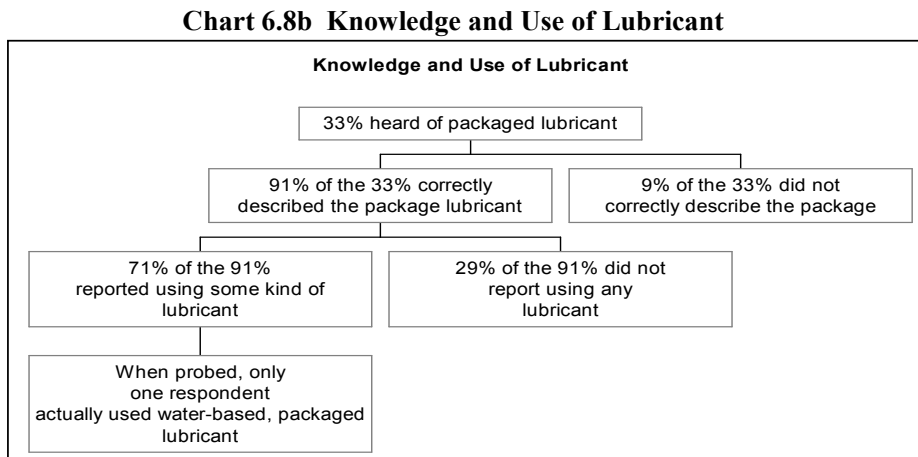 Chart 6.8b  Knowledge and Use of Lubricant
Knowledge and Use of Lubricant
33% heard of packaged lubricant
91% of the 33% correctly
described the package lubricant
9% of the 33% did not
correctly describe the package
71% of the 91%
reported using some kind of
lubricant
29% of the 91% did not
report using any
lubricant
When probed, only
one respondent
actually used water-based, packaged
lubricant